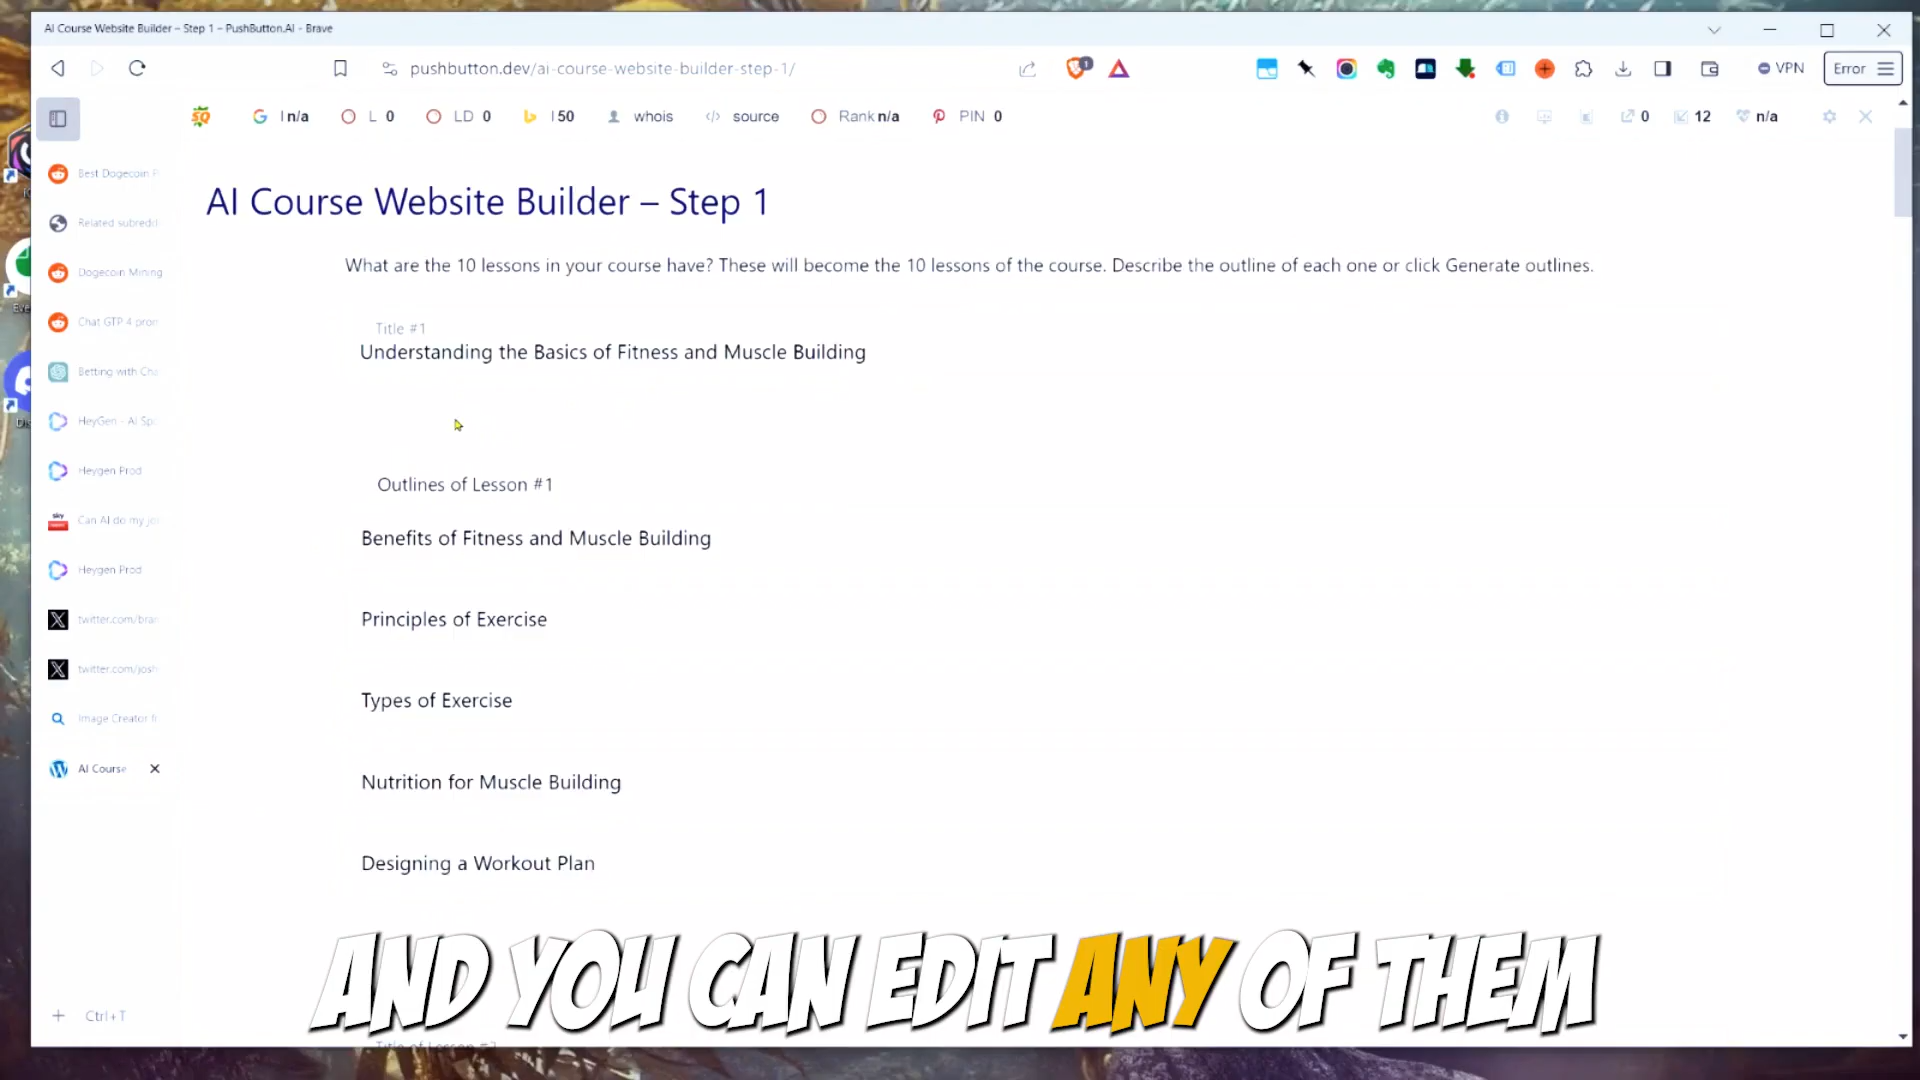 AI Course Website Builder – Step 1 – PushButton.AI - Brave
pushbutton.dev/ai-course-website-builder-step-1/
1
VPN
Error
SQ
I n/a
L 0
LD 0
I 50
whois
source
Rank n/a
PIN 0
0
12
n/a
AI Course Website Builder – Step 1
What are the 10 lessons in your course have? These will become the 10 lessons of the course. Describe the outline of each one or click Generate outlines.
Title #1
Understanding the Basics of Fitness and Muscle Building
Outlines of Lesson #1
Benefits of Fitness and Muscle Building
Principles of Exercise
Types of Exercise
Nutrition for Muscle Building
Designing a Workout Plan
Best Dogecoin
Related subredd
Dogecoin Mining
Chat GTP 4 pron
Betting with Cha
HeyGen - AI Spo
Heygen Prod
sky
Can AI do my jo
Heygen Prod
twitter.com/bran
twitter.com/josh
Image Creator f
AI Course
Ctrl+T
AND YOU CAN EDIT ANY OF THEM